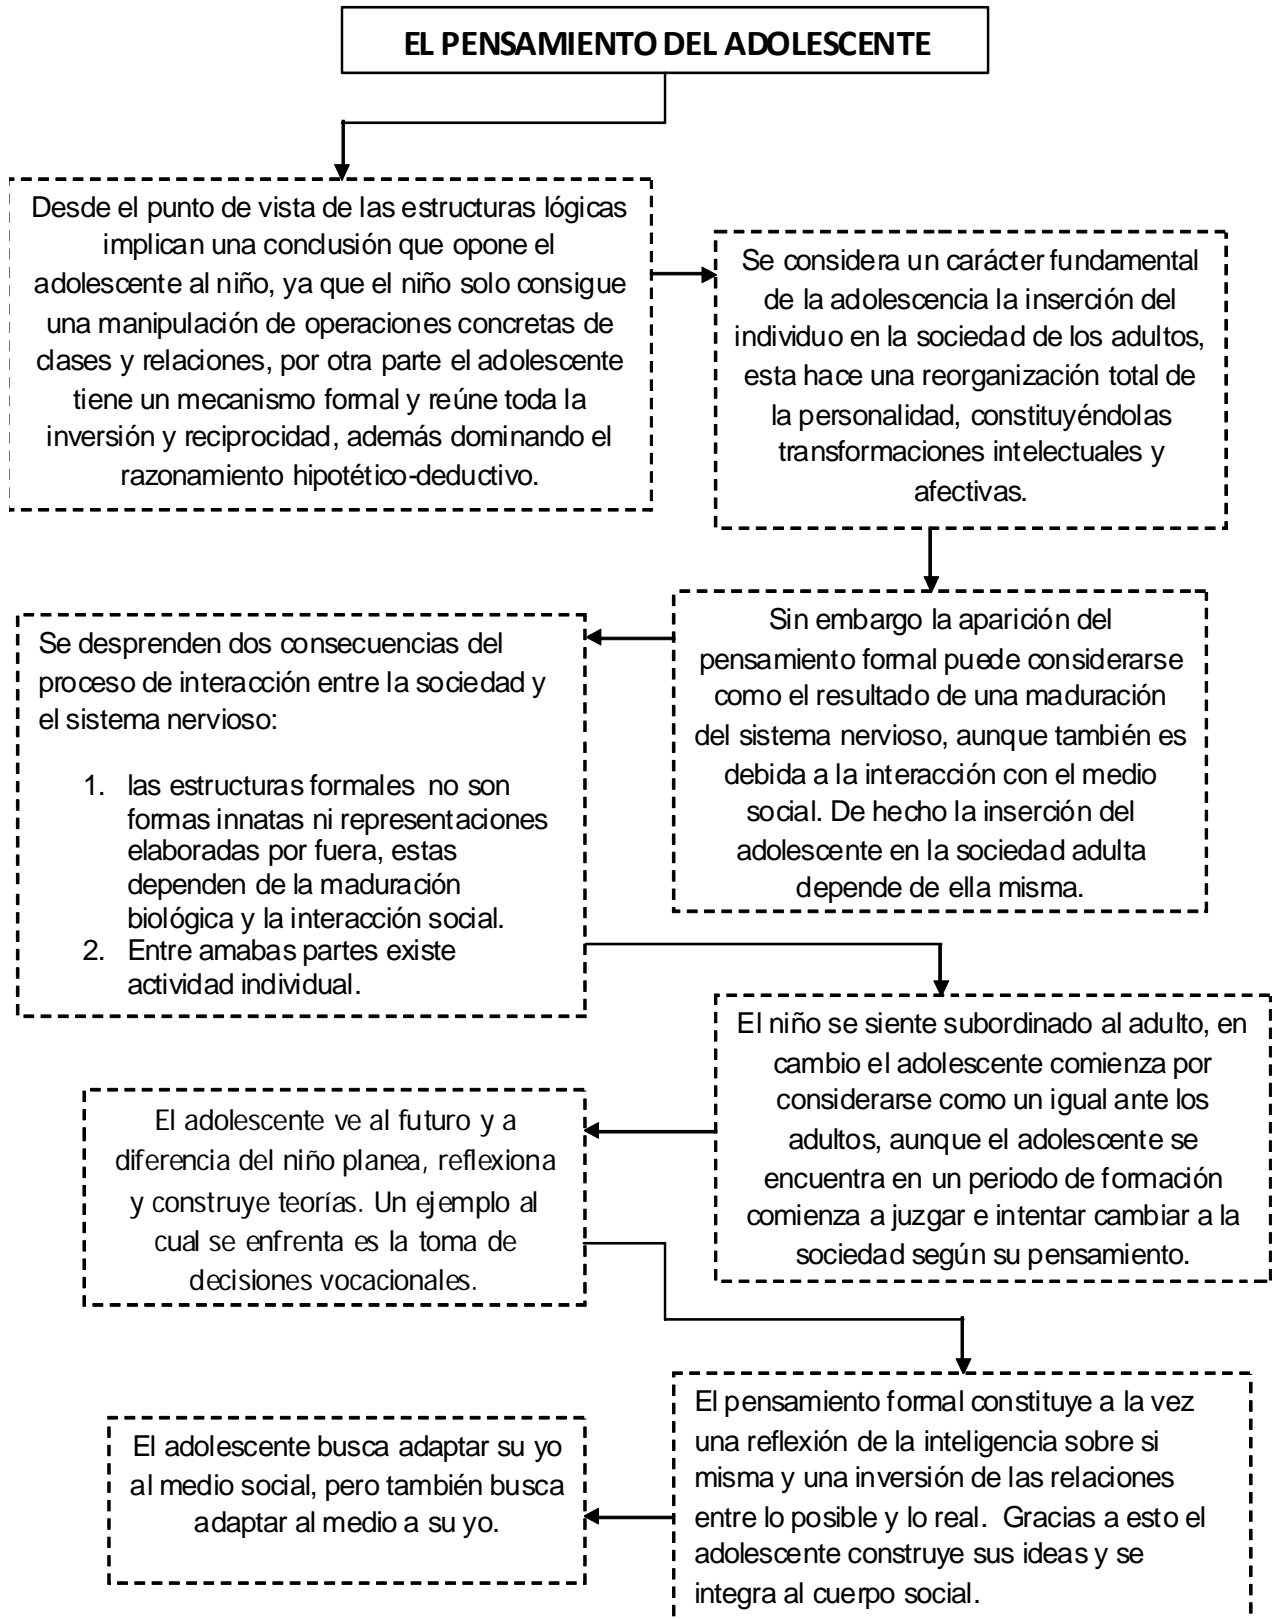 EL PENSAMIENTO DEL ADOLESCENTE
Desde el punto de vista de las estructuras lógicas
implican una conclusión que opone el
adolescente al niño, ya que el niño solo consigue
una manipulación de operaciones concretas de
clases y relaciones, por otra parte el adolescente
tiene un mecanismo formal y reúne toda la
inversión y reciprocidad, además dominando el
razonamiento hipotético-deductivo.
Se considera un carácter fundamental
de la adolescencia la inserción del
individuo en la sociedad de los adultos,
esta hace una reorganización total de
la personalidad, constituyéndolas
transformaciones intelectuales y
afectivas.
Sin embargo la aparición del
pensamiento formal puede considerarse
como el resultado de una maduración
del sistema nervioso, aunque también es
debida a la interacción con el medio
social. De hecho la inserción del
adolescente en la sociedad adulta
depende de ella misma.
Se desprenden dos consecuencias del
proceso de interacción entre la sociedad y
el sistema nervioso:
1. las estructuras formales no son
formas innatas ni representaciones
elaboradas por fuera, estas
dependen de la maduración
biológica y la interacción social.
2. Entre amabas partes existe
actividad individual.
El niño se siente subordinado al adulto, en
cambio el adolescente comienza por
considerarse como un igual ante los
adultos, aunque el adolescente se
encuentra en un periodo de formación
comienza a juzgar e intentar cambiar a la
sociedad según su pensamiento.
El adolescente ve al futuro y a
diferencia del niño planea, reflexiona
y construye teorías. Un ejemplo al
cual se enfrenta es la toma de
decisiones vocacionales.
El pensamiento formal constituye a la vez
una reflexión de la inteligencia sobre si
misma y una inversión de las relaciones
entre lo posible y lo real. Gracias a esto el
adolescente construye sus ideas y se
integra al cuerpo social.
El adolescente busca adaptar su yo
al medio social, pero también busca
adaptar al medio a su yo.